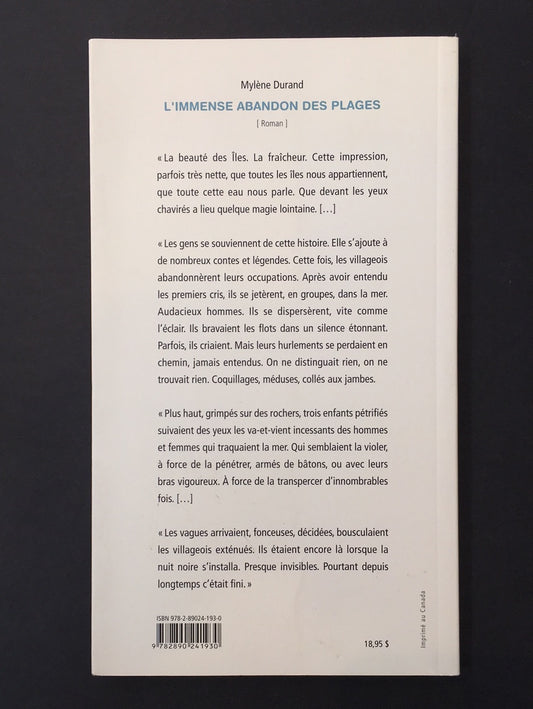 Mylène Durand
L'IMMENSE ABANDON DES PLAGES
[ Roman ]
« La beauté des Îles. La fraîcheur. Cette impression,
parfois très nette, que toutes les îles nous appartiennent,
que toute cette eau nous parle. Que devant les yeux
chavirés a lieu quelque magie lointaine. […]
« Les gens se souviennent de cette histoire. Elle s’ajoute à
de nombreux contes et légendes. Cette fois, les villageois
abandonnèrent leurs occupations. Après avoir entendu
les premiers cris, ils se jetèrent, en groupes, dans la mer.
Audacieux hommes. Ils se dispersèrent, vite comme
l’éclair. Ils bravaient les flots dans un silence étonnant.
Parfois, ils criaient. Mais leurs hurlements se perdaient en
chemin, jamais entendus. On ne distinguait rien, on ne
trouvait rien. Coquillages, méduses, collés aux jambes.
« Plus haut, grimpés sur des rochers, trois enfants pétrifiés
suivaient des yeux les va-et-vient incessants des hommes
et femmes qui traquaient la mer. Qui semblaient la violer,
à force de la pénétrer, armés de bâtons, ou avec leurs
bras vigoureux. À force de la transpercer d’innombrables
fois. […]
« Les vagues arrivaient, fonceuses, décidées, bousculaient
les villageois exténués. Ils étaient encore là lorsque la
nuit noire s’installa. Presque invisibles. Pourtant depuis
longtemps c’était fini. »
ISBN 978-2-89024-193-0
9 782890 241930
18,95 $
Imprimé au Canada